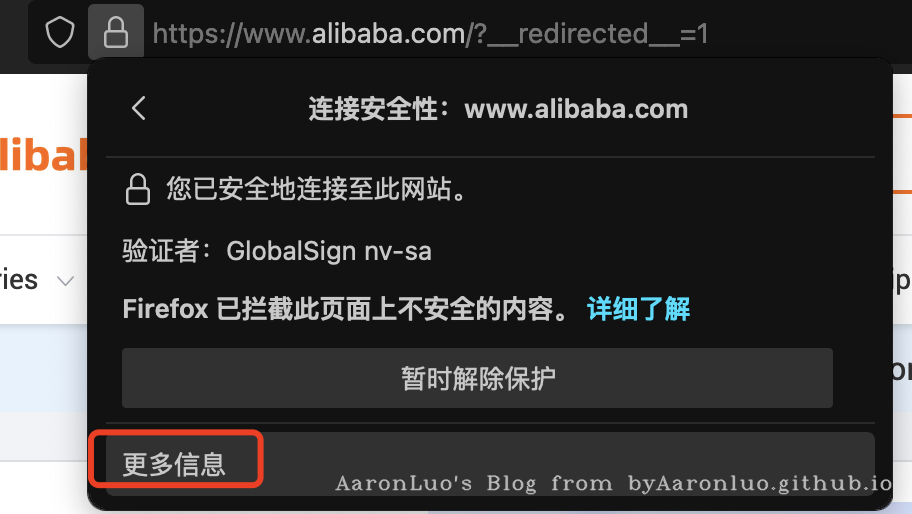 https://www.alibaba.com/?__redirected__=1
连接安全性：www.alibaba.com
libab
您已安全地连接至此网站。
验证者：GlobalSign nv-sa
ries
ip
Firefox 已拦截此页面上不安全的内容。 详细了解
暂时解除保护
or
更多信息
AaronLuo's Blog from byAaronluo.github.io